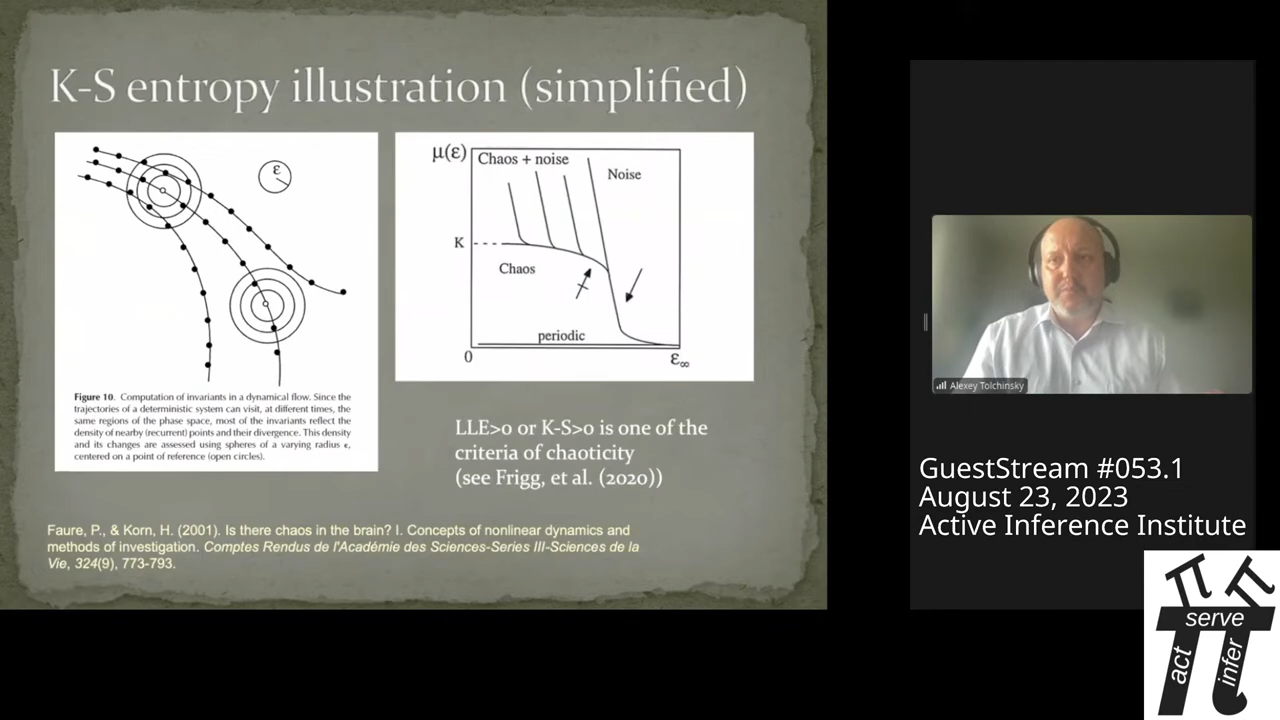 K-S entropy illustration (simplified)
ε
Figure 10. Computation of invariants in a dynamical flow. Since the
trajectories of a deterministic system can visit, at different times, the
same regions of the phase space, most of the invariants reflect the
density of nearby (recurrent) points and their divergence. This density
and its changes are assessed using spheres of a varying radius ε,
centered on a point of reference (open circles).
μ(ε)
Chaos + noise
Noise
K
Chaos
periodic
0
ε∞
LLE>0 or K-S>0 is one of the
criteria of chaoticity
(see Frigg, et al. (2020))
Faure, P., & Korn, H. (2001). Is there chaos in the brain? I. Concepts of nonlinear dynamics and
methods of investigation. Comptes Rendus de l'Académie des Sciences-Series III-Sciences de la
Vie, 324(9), 773-793.
Alexey Tolchinsky
GuestStream #053.1
August 23, 2023
Active Inference Institute
π π
serve
act
infer